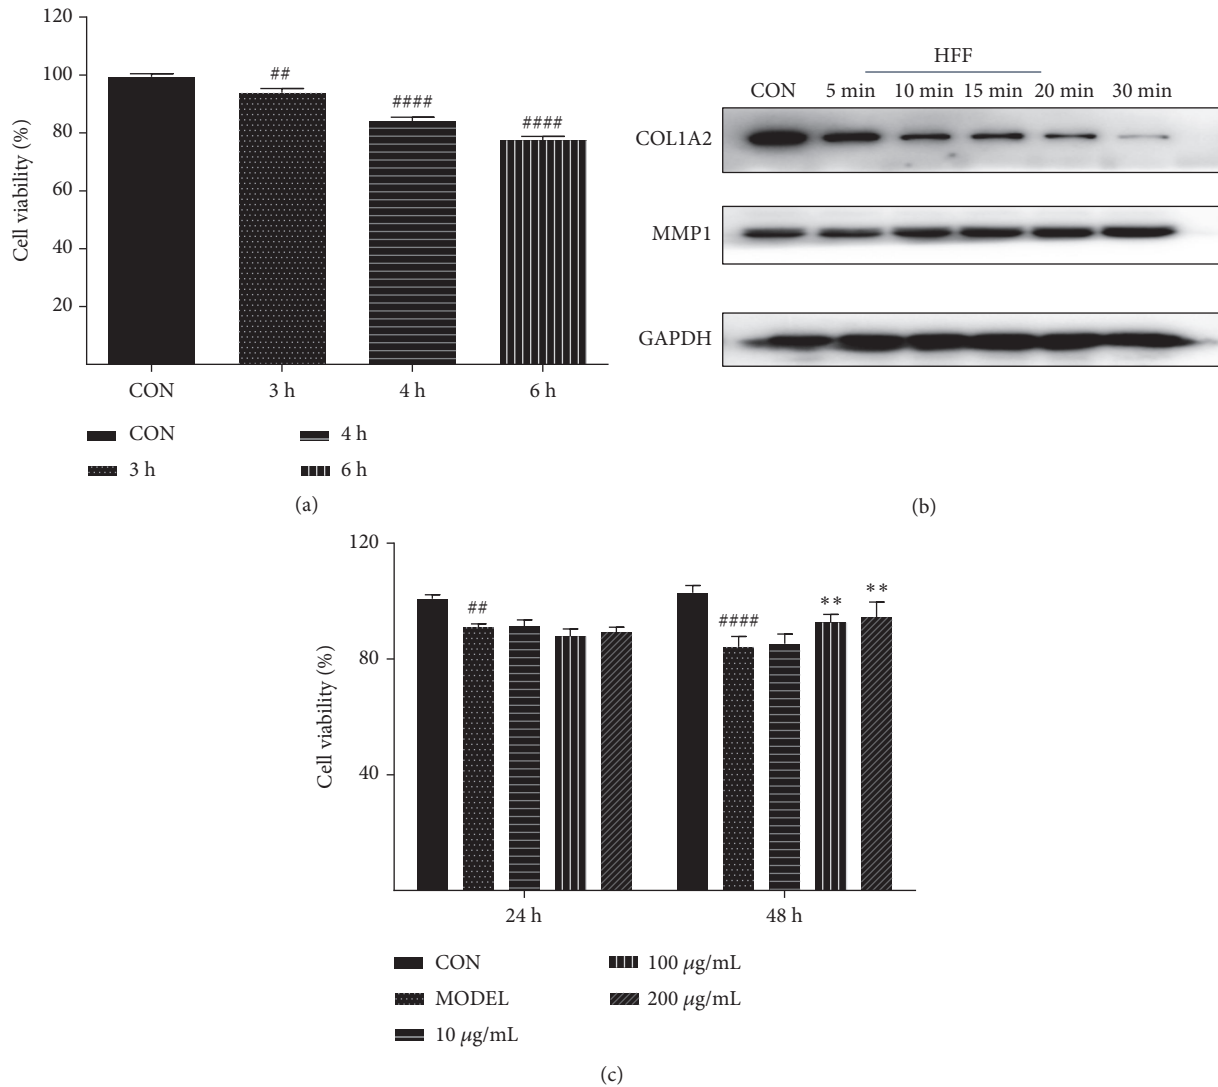 120
100
80
60
40
20
Cell viability (%)
##
####
####
CON
3 h
4 h
6 h
CON
4 h
3 h
6 h
(a)
HFF
CON 5 min 10 min 15 min 20 min 30 min
COL1A2
MMP1
GAPDH
(b)
120
80
40
Cell viability (%)
##
####
**
**
24 h
48 h
CON
100 μg/mL
MODEL
200 μg/mL
10 μg/mL
(c)